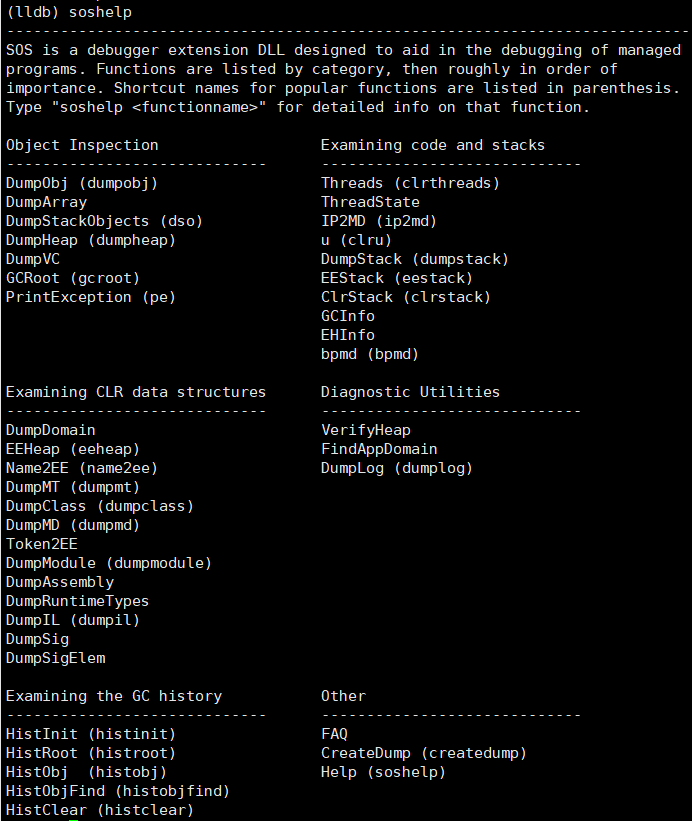 (lldb) soshelp
-----------------------------------------------------------------------------
SOS is a debugger extension DLL designed to aid in the debugging of managed
programs. Functions are listed by category, then roughly in order of
importance. Shortcut names for popular functions are listed in parenthesis.
Type "soshelp <functionname>" for detailed info on that function.

Object Inspection                  Examining code and stacks
-----------------------------      -----------------------------
DumpObj (dumpobj)                  Threads (clrthreads)
DumpArray                          ThreadState
DumpStackObjects (dso)             IP2MD (ip2md)
DumpHeap (dumpheap)                u (clru)
DumpVC                             DumpStack (dumpstack)
GCRoot (gcroot)                    EEStack (eestack)
PrintException (pe)                ClrStack (clrstack)
                                   GCInfo
                                   EHInfo
                                   bpmd (bpmd)

Examining CLR data structures      Diagnostic Utilities
-----------------------------      -----------------------------
DumpDomain                         VerifyHeap
EEHeap (eeheap)                    FindAppDomain
Name2EE (name2ee)                  DumpLog (dumplog)
DumpMT (dumpmt)
DumpClass (dumpclass)
DumpMD (dumpmd)
Token2EE
DumpModule (dumpmodule)
DumpAssembly
DumpRuntimeTypes
DumpIL (dumpil)
DumpSig
DumpSigElem

Examining the GC history           Other
-----------------------------      -----------------------------
HistInit (histinit)                FAQ
HistRoot (histroot)                CreateDump (createdump)
HistObj  (histobj)                 Help (soshelp)
HistObjFind (histobjfind)
HistClear (histclear)